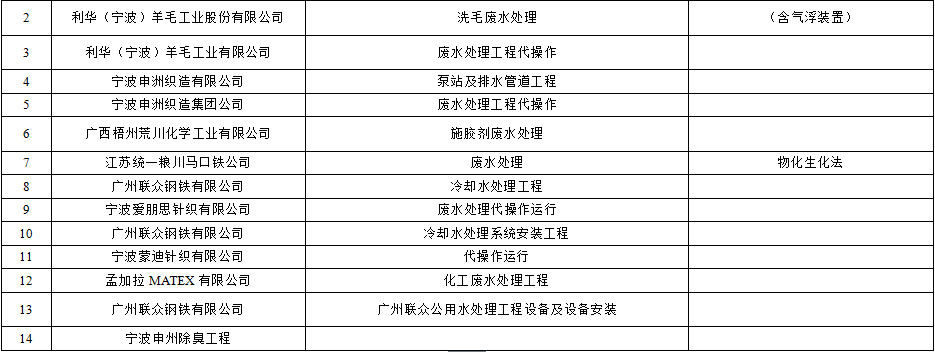 2 利华（宁波）羊毛工业股份有限公司 洗毛废水处理 （含气浮装置）
3 利华（宁波）羊毛工业有限公司 废水处理工程代操作
4 宁波申洲织造有限公司 泵站及排水管道工程
5 宁波申洲织造集团公司 废水处理工程代操作
6 广西梧州荒川化学工业有限公司 施胶剂废水处理
7 江苏统一粮川马口铁公司 废水处理 物化生化法
8 广州联众钢铁有限公司 冷却水处理工程
9 宁波爱朋思针织有限公司 废水处理代操作运行
10 广州联众钢铁有限公司 冷却水处理系统安装工程
11 宁波蒙迪针织有限公司 代操作运行
12 孟加拉 MATEX 有限公司 化工废水处理工程
13 广州联众钢铁有限公司 广州联众公用水处理工程设备及设备安装
14 宁波申州除臭工程